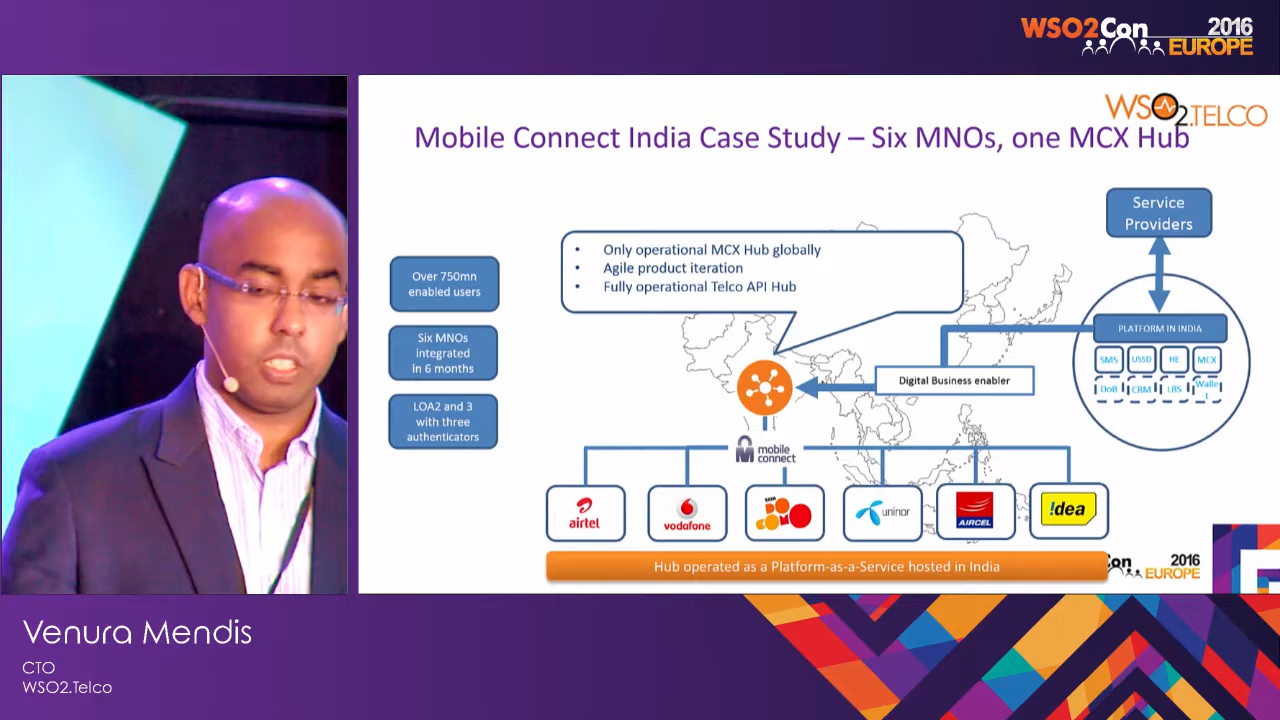 WSO2Con 2016
EUROPE
WSO2.TELCO
Mobile Connect India Case Study – Six MNOs, one MCX Hub
Service
Providers
• Only operational MCX Hub globally
• Agile product iteration
• Fully operational Telco API Hub
Over 750mn
enabled users
Six MNOs
integrated
in 6 months
LOA2 and 3
with three
authenticators
PLATFORM IN INDIA
SMS USSD HE MCX
DoB CRM LBS Walle
t
Digital Business enabler
mobile
connect
airtel
vodafone
TATA
uninor
AIRCEL
!dea
Hub operated as a Platform-as-a-Service hosted in India
Con 2016
EUROPE
Venura Mendis
CTO
WSO2.Telco